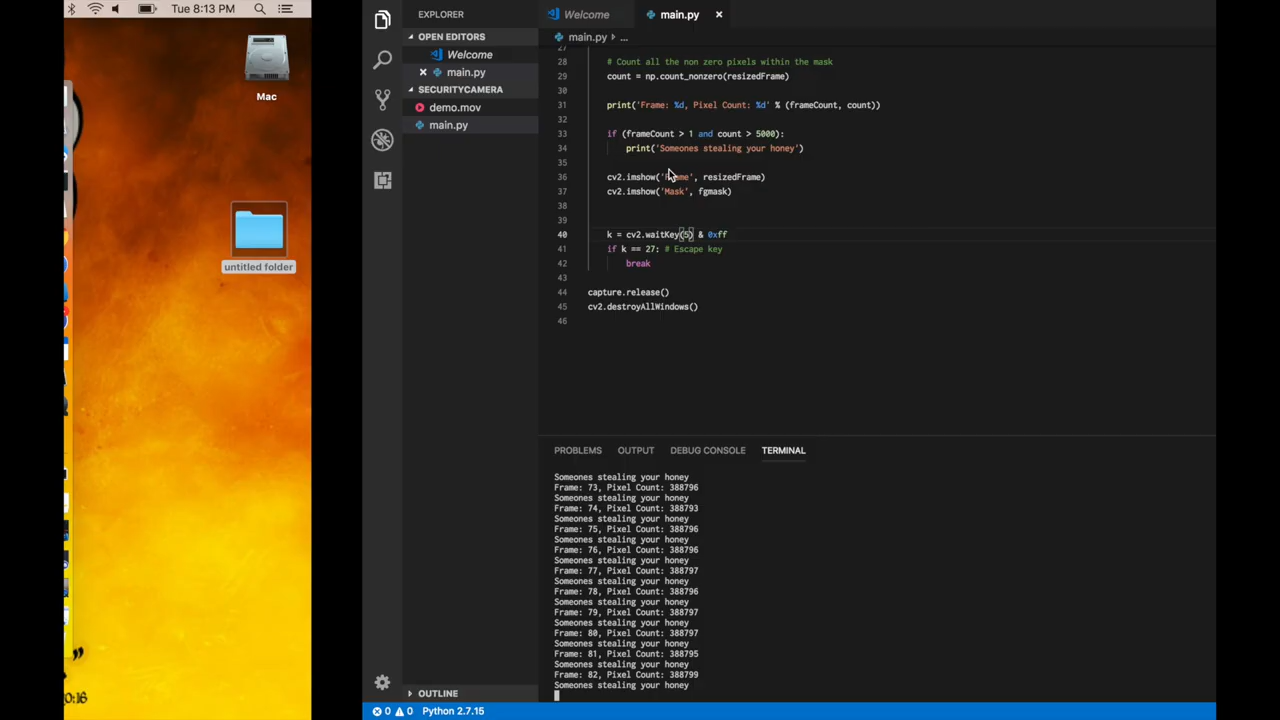 Tue 8:13 PM
Mac
untitled folder
EXPLORER
OPEN EDITORS
Welcome
main.py
SECURITYCAMERA
demo.mov
main.py
OUTLINE
Welcome
main.py
main.py › ...
27
28 # Count all the non zero pixels within the mask
29 count = np.count_nonzero(resizedFrame)
30
31 print('Frame: %d, Pixel Count: %d' % (frameCount, count))
32
33 if (frameCount > 1 and count > 5000):
34 print('Someones stealing your honey')
35
36 cv2.imshow('Frame', resizedFrame)
37 cv2.imshow('Mask', fgmask)
38
39
40 k = cv2.waitKey(5) & 0xff
41 if k == 27: # Escape key
42 break
43
44 capture.release()
45 cv2.destroyAllWindows()
46
PROBLEMS OUTPUT DEBUG CONSOLE TERMINAL
Someones stealing your honey
Frame: 73, Pixel Count: 388796
Someones stealing your honey
Frame: 74, Pixel Count: 388793
Someones stealing your honey
Frame: 75, Pixel Count: 388796
Someones stealing your honey
Frame: 76, Pixel Count: 388796
Someones stealing your honey
Frame: 77, Pixel Count: 388797
Someones stealing your honey
Frame: 78, Pixel Count: 388796
Someones stealing your honey
Frame: 79, Pixel Count: 388797
Someones stealing your honey
Frame: 80, Pixel Count: 388797
Someones stealing your honey
Frame: 81, Pixel Count: 388795
Someones stealing your honey
Frame: 82, Pixel Count: 388799
Someones stealing your honey
0 0 Python 2.7.15